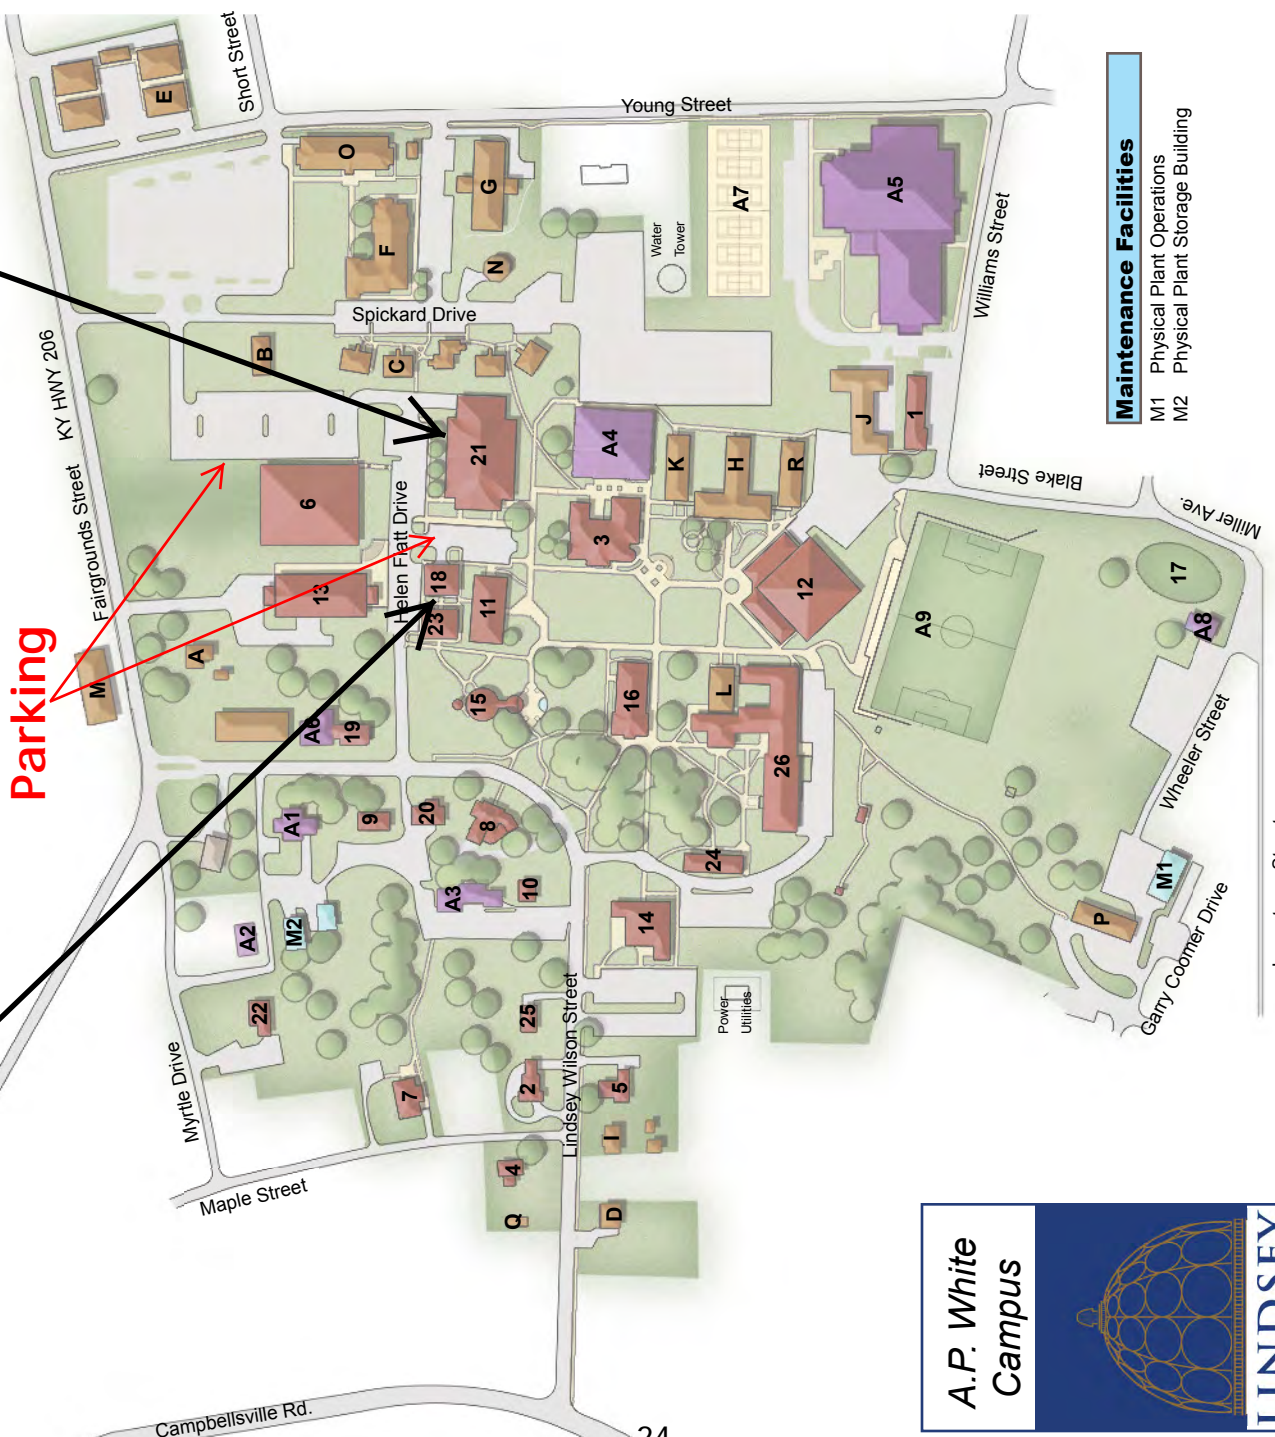 Parking
Short Street
KY HWY 206
Fairgrounds Street
Young Street
Spickard Drive
Helen Flatt Drive
Williams Street
Blake Street
Miller Ave.
Wheeler Street
Garry Coomer Drive
Lindsey Wilson Street
Myrtle Drive
Maple Street
Campbellsville Rd.
Water
Tower
Power
Utilities
E
O
F
G
N
B
C
A7
A5
M
6
21
A4
K
H
R
J
1
13
18
23
11
3
12
A9
17
A8
A
A6
19
15
16
L
26
A1
9
20
8
24
A3
10
14
A2
M2
22
7
25
2
5
I
4
Q
D
P
M1
Maintenance Facilities
M1 Physical Plant Operations
M2 Physical Plant Storage Building
A.P. White
Campus
LINDSEY
24